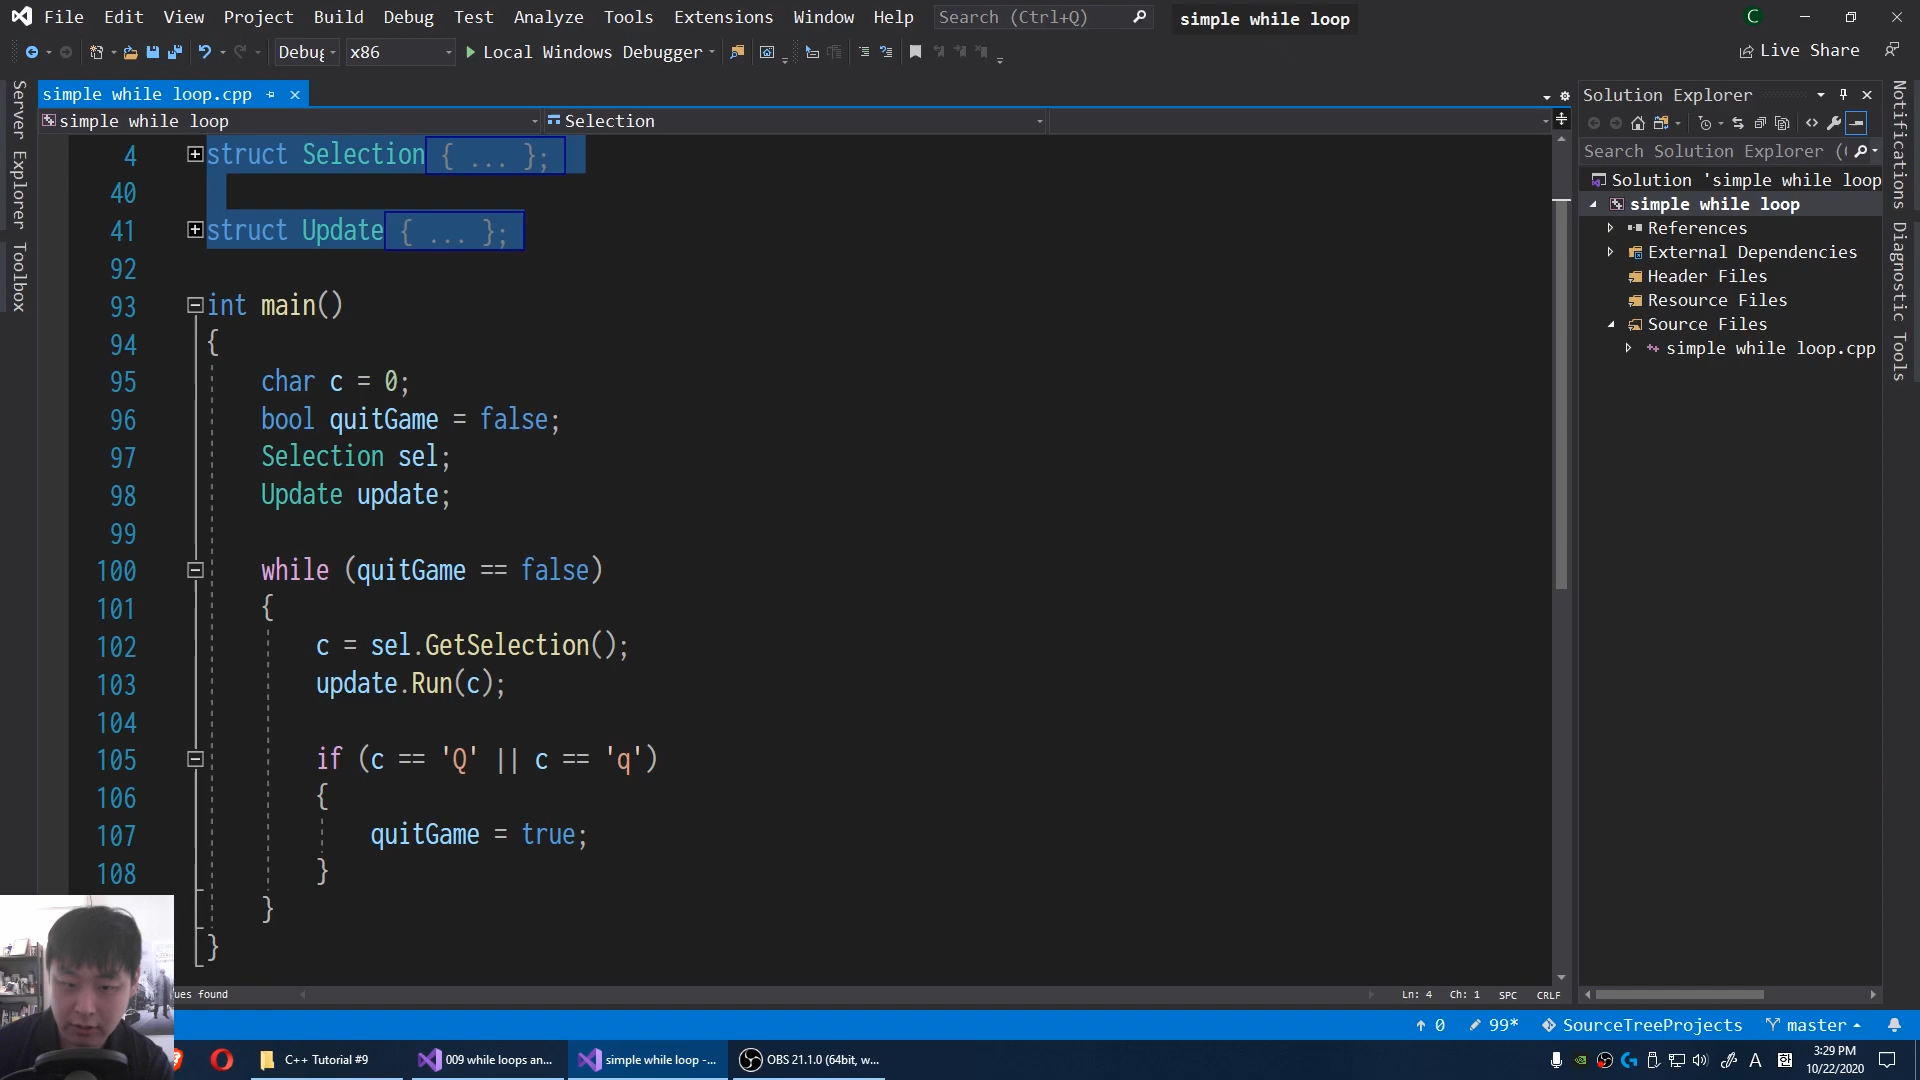 File Edit View Project Build Debug Test Analyze Tools Extensions Window Help Search (Ctrl+Q) simple while loop
Debug x86 Local Windows Debugger Live Share
Server Explorer
Toolbox
simple while loop.cpp
simple while loop Selection
4 struct Selection { ... };
40
41 struct Update { ... };
92
93 int main()
94 {
95 char c = 0;
96 bool quitGame = false;
97 Selection sel;
98 Update update;
99
100 while (quitGame == false)
101 {
102 c = sel.GetSelection();
103 update.Run(c);
104
105 if (c == 'Q' || c == 'q')
106 {
107 quitGame = true;
108 }
}
}
ues found
Ln: 4 Ch: 1 SPC CRLF
Solution Explorer
Search Solution Explorer (
Solution 'simple while loop
simple while loop
References
External Dependencies
Header Files
Resource Files
Source Files
simple while loop.cpp
Notifications
Diagnostic Tools
0 99* SourceTreeProjects master
C++ Tutorial #9 009 while loops an... simple while loop -... OBS 21.1.0 (64bit, w...
A 한 3:29 PM
10/22/2020